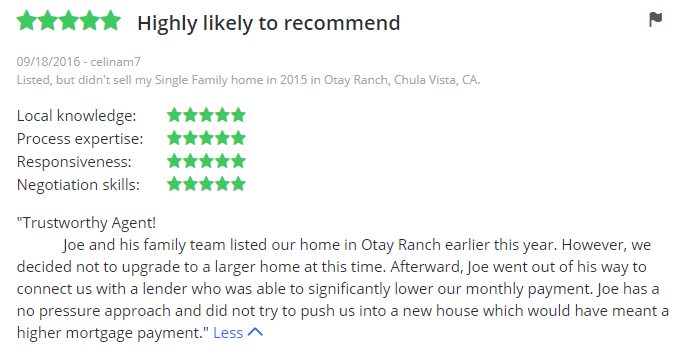 Highly likely to recommend
09/18/2016 - celinam7
Listed, but didn't sell my Single Family home in 2015 in Otay Ranch, Chula Vista, CA.
Local knowledge:
Process expertise:
Responsiveness:
Negotiation skills:
"Trustworthy Agent!
Joe and his family team listed our home in Otay Ranch earlier this year. However, we
decided not to upgrade to a larger home at this time. Afterward, Joe went out of his way to
connect us with a lender who was able to significantly lower our monthly payment. Joe has a
no pressure approach and did not try to push us into a new house which would have meant a
higher mortgage payment." Less